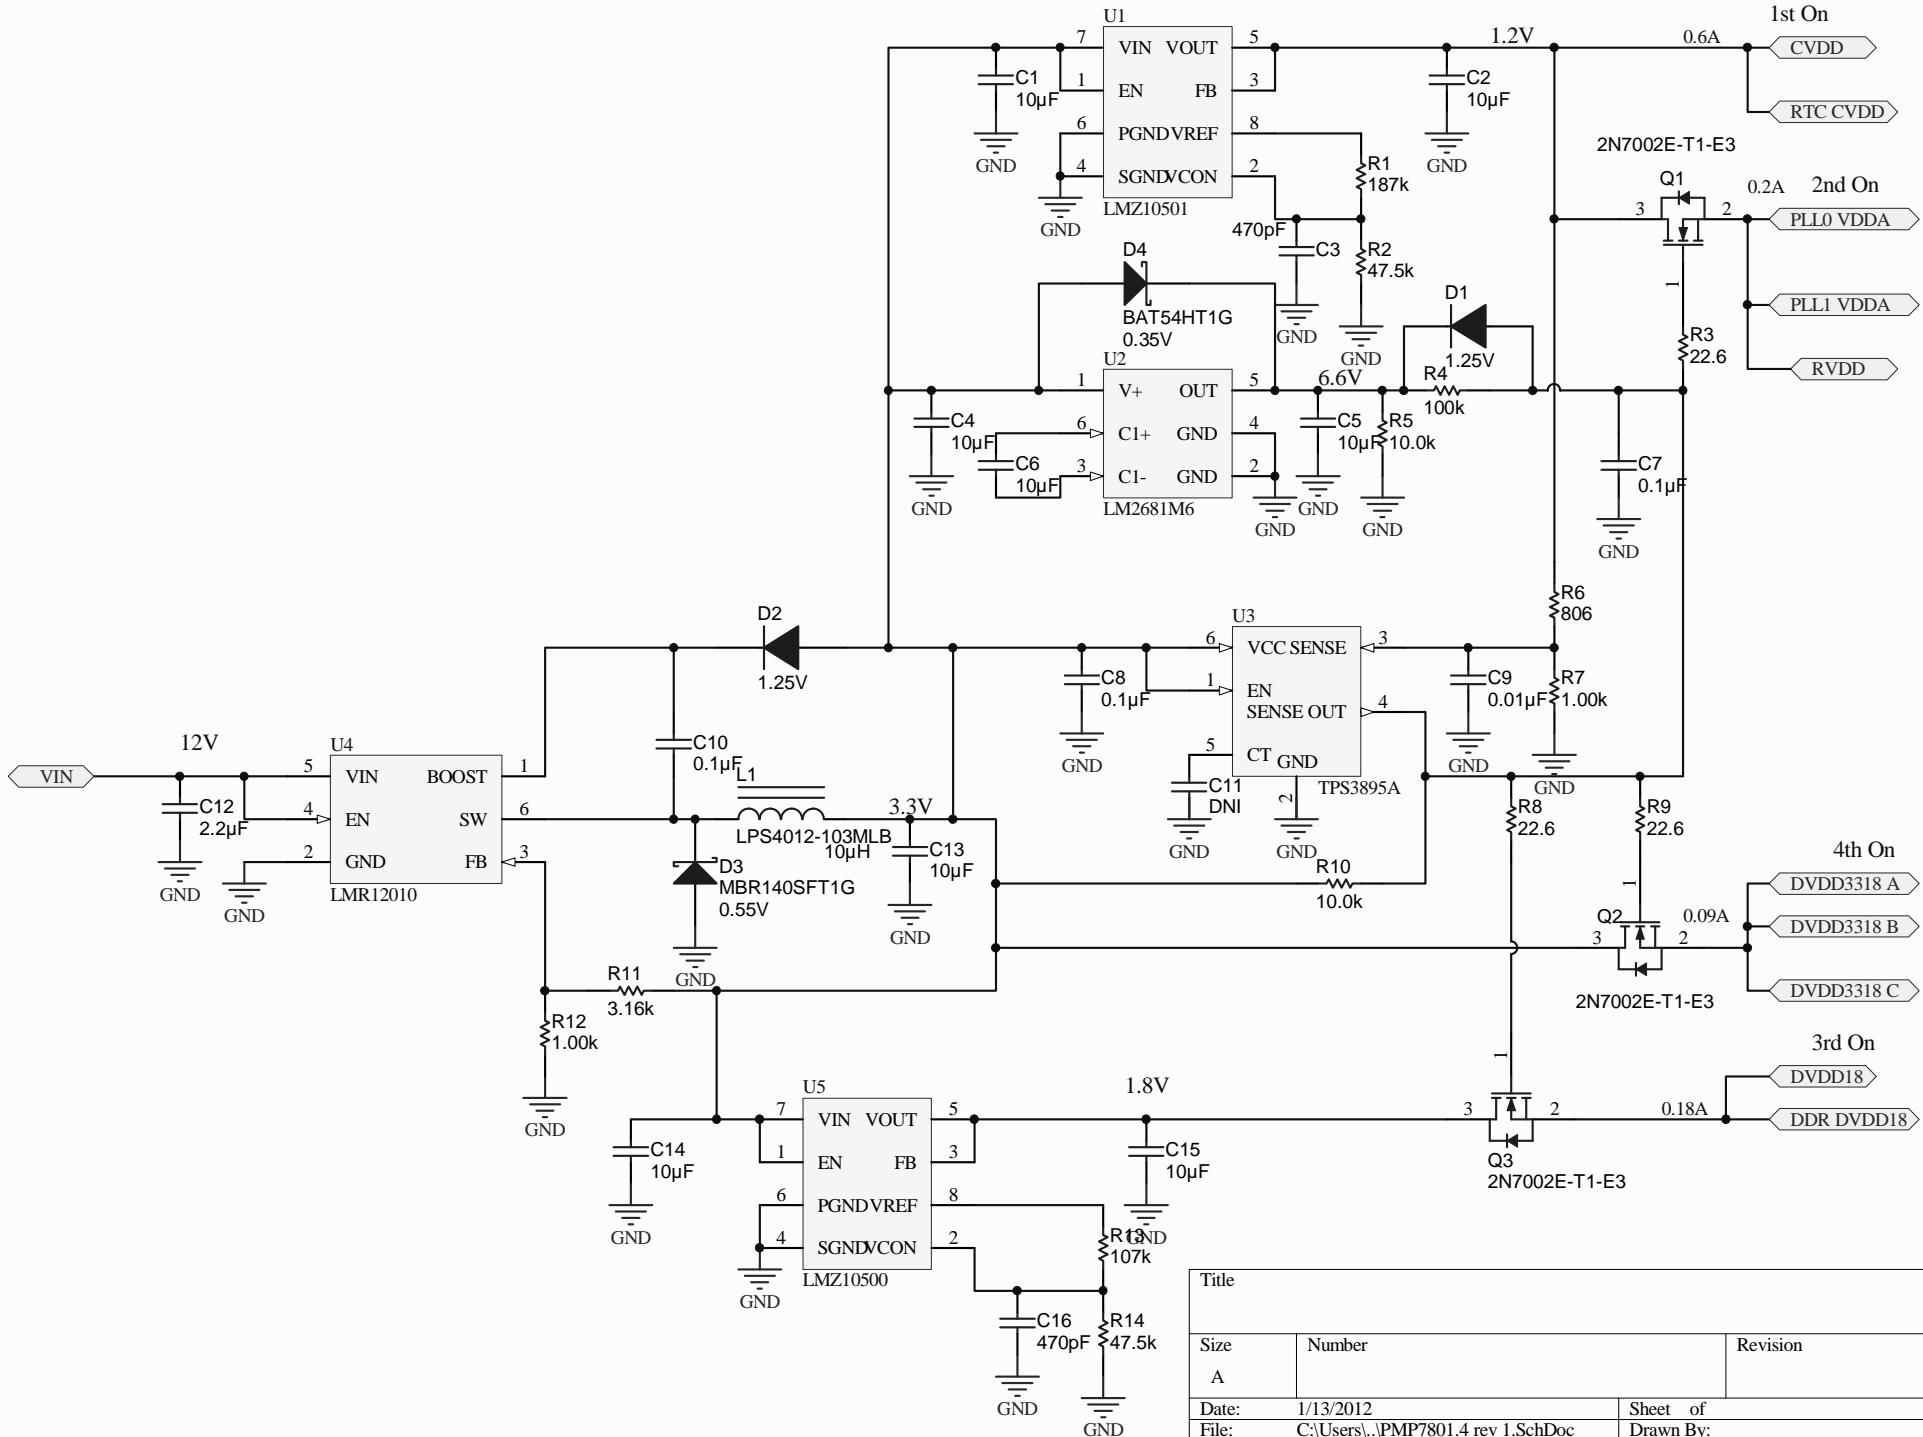 U1
7 VIN VOUT 5
1 EN FB 3
6 PGND VREF 8
4 SGND VCON 2
LMZ10501
C1
10µF
GND
GND
1.2V
0.6A
1st On
CVDD
RTC CVDD
C2
10µF
GND
R1
187k
470pF
C3
GND
R2
47.5k
GND
2N7002E-T1-E3
Q1
3
2
1
0.2A
2nd On
PLL0 VDDA
PLL1 VDDA
RVDD
R3
22.6
D4
BAT54HT1G
0.35V
U2
1 V+ OUT 5
6 C1+ GND 4
3 C1- GND 2
LM2681M6
C4
10µF
GND
C6
10µF
GND
6.6V
C5
10µF
GND
R5
10.0k
GND
D1
1.25V
R4
100k
C7
0.1µF
GND
R6
806
R7
1.00k
GND
C9
0.01µF
GND
U3
6 VCC SENSE 3
1 EN
SENSE OUT 4
5 CT GND
2
TPS3895A
C8
0.1µF
GND
C11
DNI
GND
GND
D2
1.25V
12V
VIN
C12
2.2µF
GND
U4
5 VIN BOOST 1
4 EN SW 6
2 GND FB 3
LMR12010
GND
C10
0.1µF
L1
LPS4012-103MLB
10µH
3.3V
D3
MBR140SFT1G
0.55V
GND
C13
10µF
GND
R10
10.0k
R8
22.6
R9
22.6
4th On
DVDD3318 A
DVDD3318 B
DVDD3318 C
Q2
1
3
2
0.09A
2N7002E-T1-E3
R11
3.16k
R12
1.00k
GND
3rd On
DVDD18
DDR DVDD18
0.18A
1
3
2
Q3
2N7002E-T1-E3
U5
7 VIN VOUT 5
1 EN FB 3
6 PGND VREF 8
4 SGND VCON 2
LMZ10500
1.8V
C14
10µF
GND
GND
C15
10µF
GND
R13
107k
C16
470pF
GND
R14
47.5k
GND
Title
Size Number Revision
A
Date: 1/13/2012 Sheet of
File: C:\Users\..\PMP7801.4 rev 1.SchDoc Drawn By: